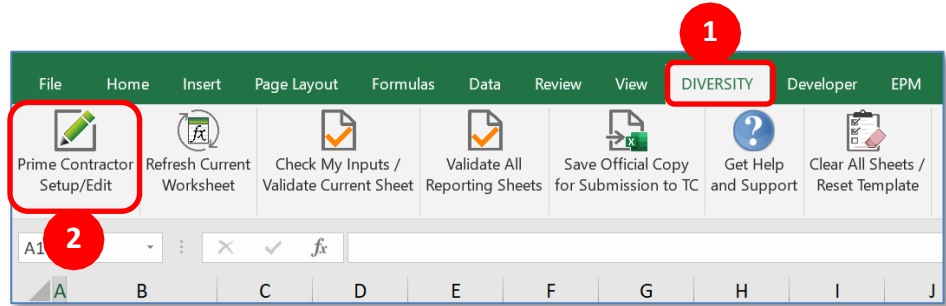 1
File Home Insert Page Layout Formulas Data Review View DIVERSITY Developer EPM
Prime Contractor Refresh Current Check My Inputs / Validate All Save Official Copy Get Help Clear All Sheets /
Setup/Edit Worksheet Validate Current Sheet Reporting Sheets for Submission to TC and Support Reset Template
2
A1 fx
A B C D E F G H I J